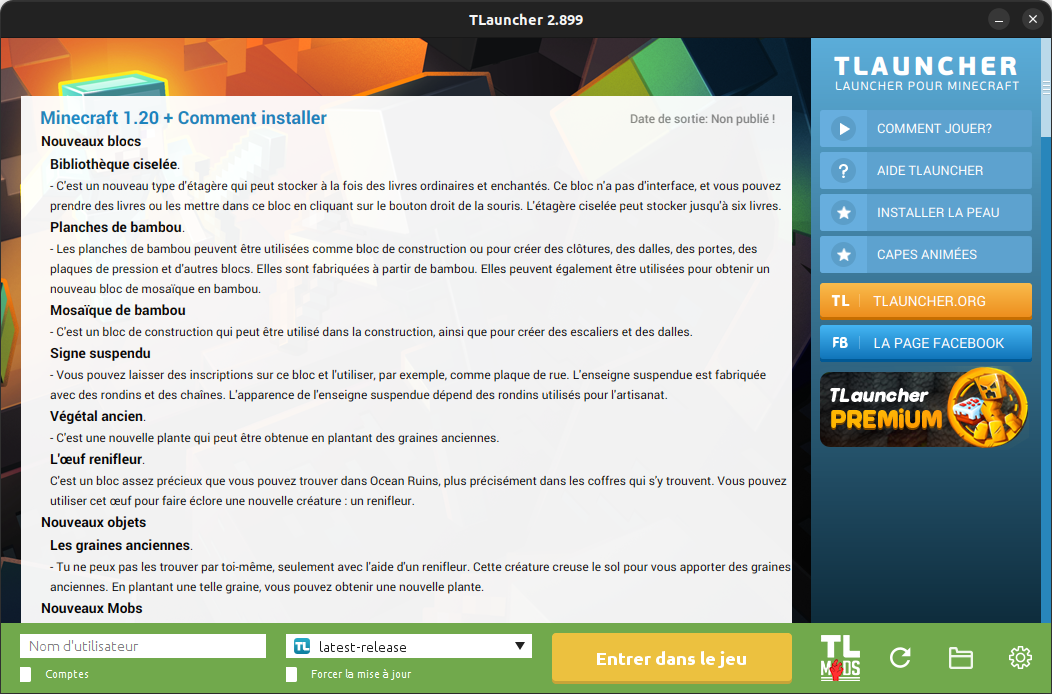 TLauncher 2.899
Minecraft 1.20 + Comment installer
Date de sortie: Non publié !
Nouveaux blocs
Bibliothèque ciselée.
- C'est un nouveau type d'étagère qui peut stocker à la fois des livres ordinaires et enchantés. Ce bloc n'a pas d'interface, et vous pouvez
prendre des livres ou les mettre dans ce bloc en cliquant sur le bouton droit de la souris. L'étagère ciselée peut stocker jusqu'à six livres.
Planches de bambou.
- Les planches de bambou peuvent être utilisées comme bloc de construction ou pour créer des clôtures, des dalles, des portes, des
plaques de pression et d'autres blocs. Elles sont fabriquées à partir de bambou. Elles peuvent également être utilisées pour obtenir un
nouveau bloc de mosaïque en bambou.
Mosaïque de bambou
- C'est un bloc de construction qui peut être utilisé dans la construction, ainsi que pour créer des escaliers et des dalles.
Signe suspendu
- Vous pouvez laisser des inscriptions sur ce bloc et l'utiliser, par exemple, comme plaque de rue. L'enseigne suspendue est fabriquée
avec des rondins et des chaînes. L'apparence de l'enseigne suspendue dépend des rondins utilisés pour l'artisanat.
Végétal ancien.
- C'est une nouvelle plante qui peut être obtenue en plantant des graines anciennes.
L'œuf renifleur.
C'est un bloc assez précieux que vous pouvez trouver dans Ocean Ruins, plus précisément dans les coffres qui s'y trouvent. Vous pouvez
utiliser cet œuf pour faire éclore une nouvelle créature : un renifleur.
Nouveaux objets
Les graines anciennes.
- Tu ne peux pas les trouver par toi-même, seulement avec l'aide d'un renifleur. Cette créature creuse le sol pour vous apporter des graines
anciennes. En plantant une telle graine, vous pouvez obtenir une nouvelle plante.
Nouveaux Mobs
TLAUNCHER
LAUNCHER POUR MINECRAFT
COMMENT JOUER?
? AIDE TLAUNCHER
INSTALLER LA PEAU
CAPES ANIMÉES
TL TLAUNCHER.ORG
FB LA PAGE FACEBOOK
TLauncher
PREMIUM
Nom d'utilisateur
Comptes
TL latest-release
Forcer la mise à jour
Entrer dans le jeu
TL
MODS